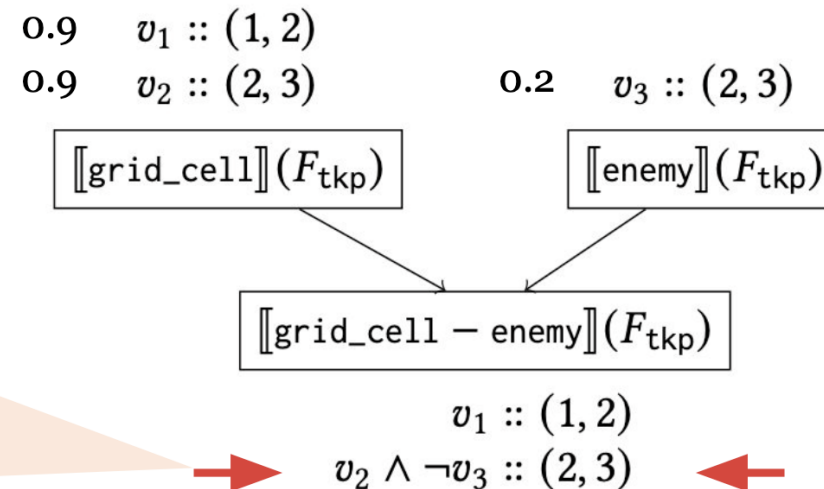 0.9 v₁ :: (1, 2)
0.9 v₂ :: (2, 3) 0.2 v₃ :: (2, 3)
⟦grid_cell⟧(F_tkp) ⟦enemy⟧(F_tkp)
⟦grid_cell − enemy⟧(F_tkp)
v₁ :: (1, 2)
v₂ ∧ ¬v₃ :: (2, 3)